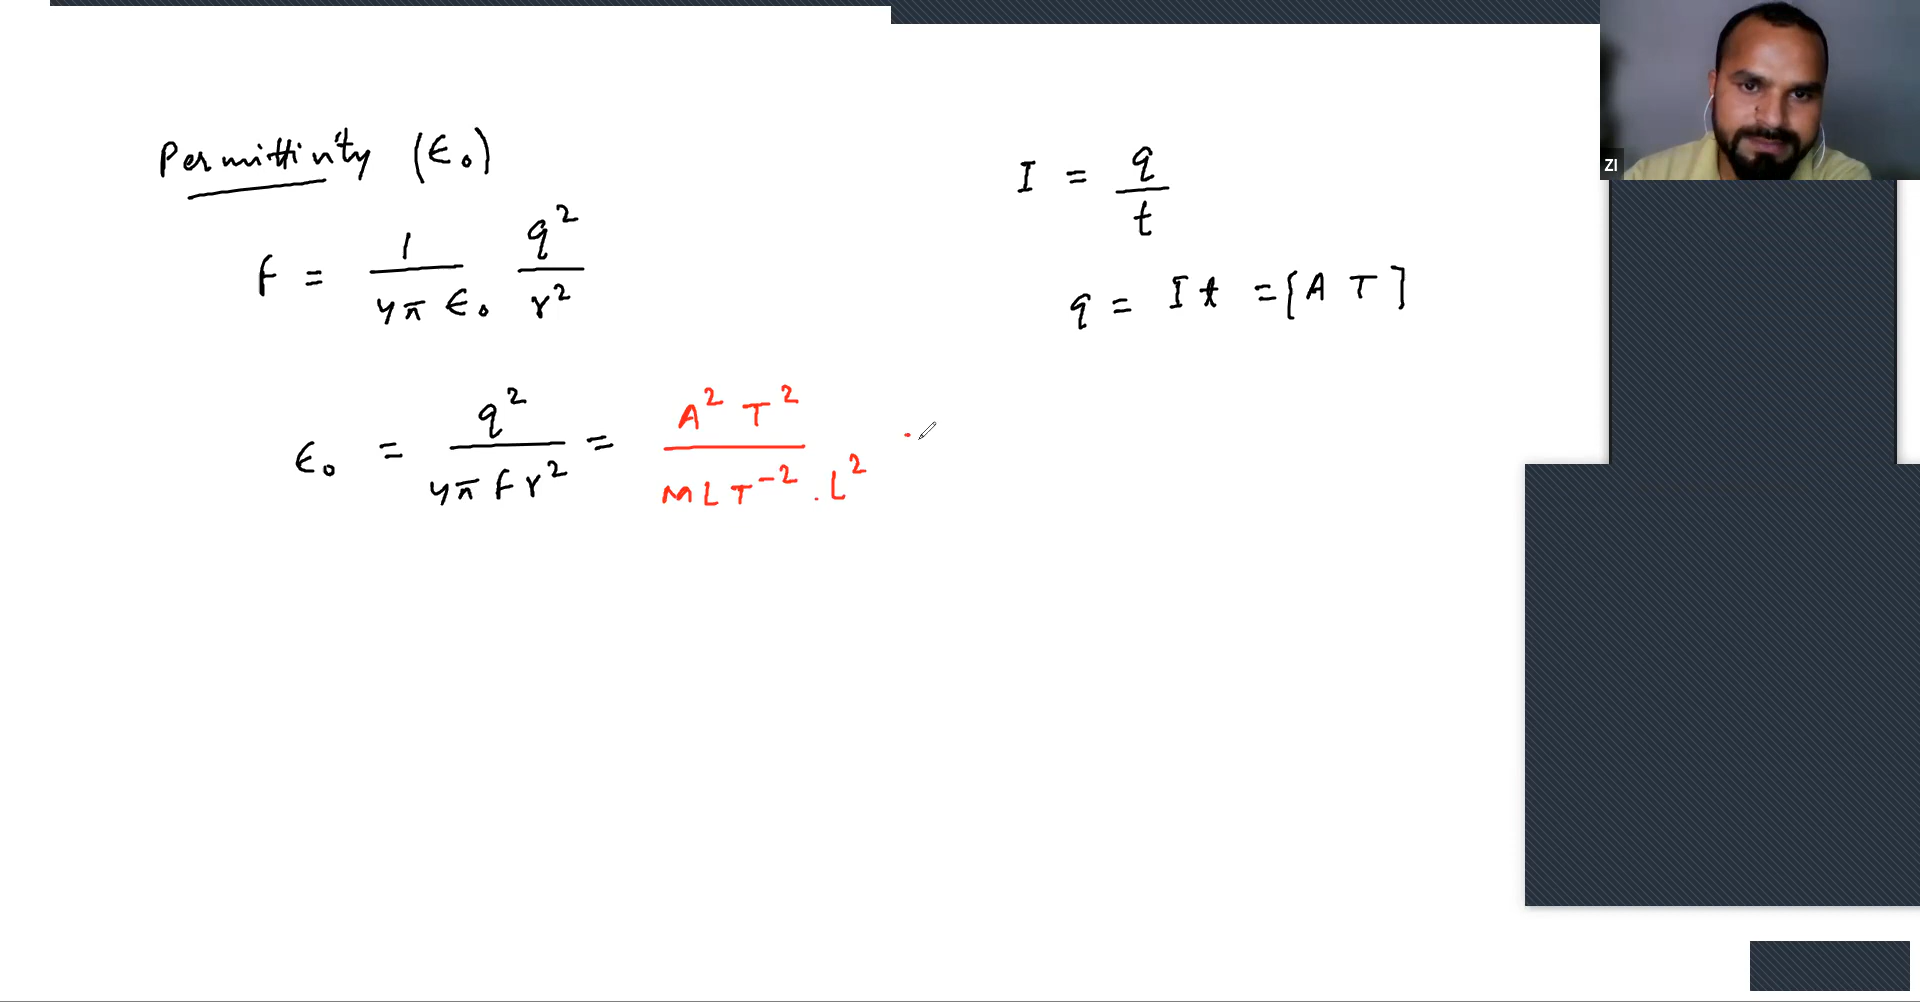 Permittivity (ϵ₀)
F = 1/4π ϵ₀ q²/r²
ϵ₀ = q²/4π F r² = A² T²/M L T⁻² . L²
I = q/t
q = I t = [A T]
ZI